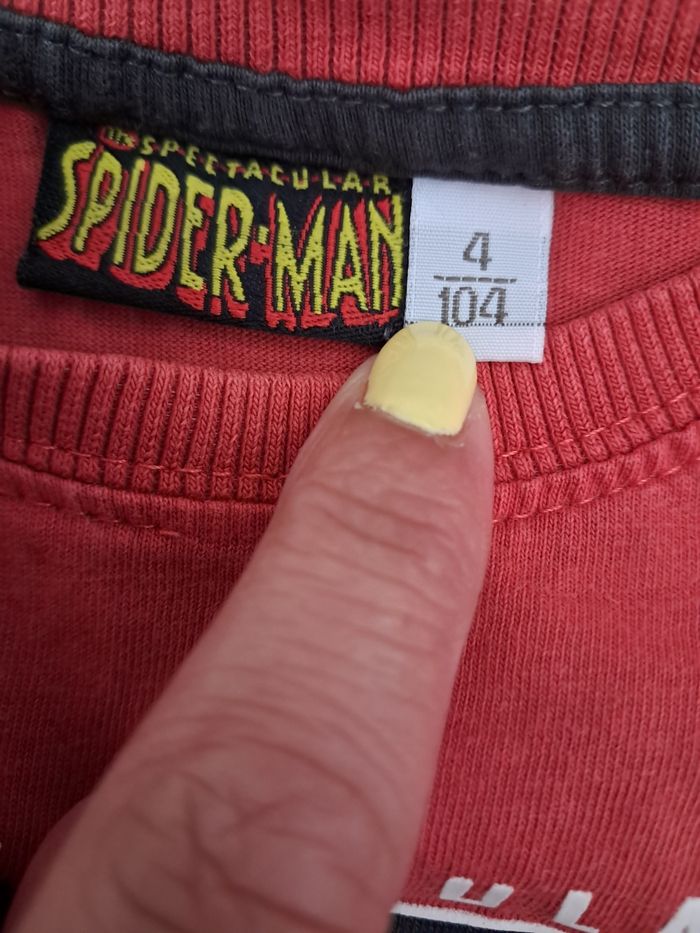 THE SPECTACULAR
SPIDER-MAN
4
104